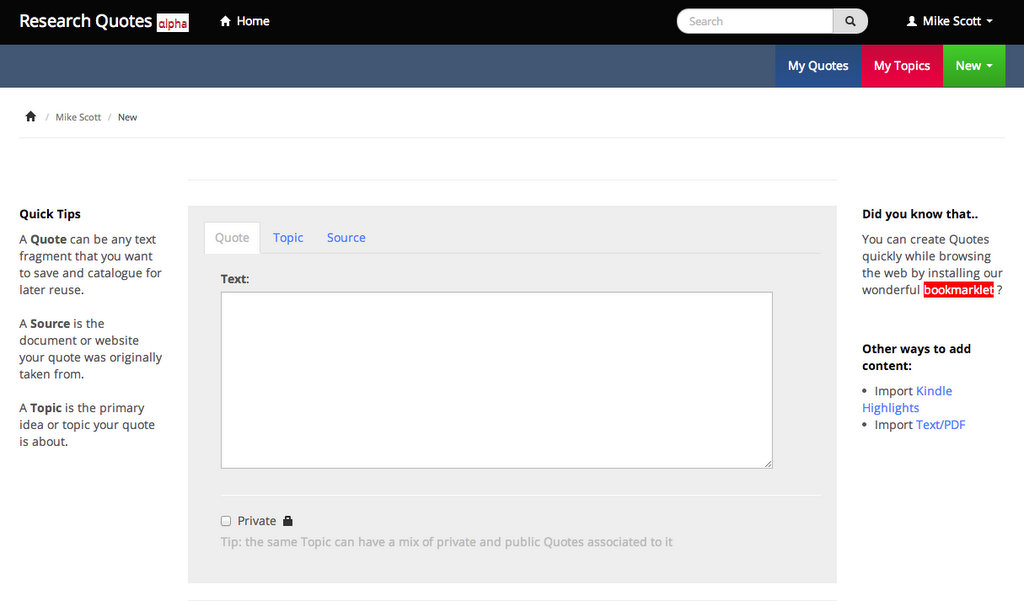 Research Quotes alpha Home Search Mike Scott
My Quotes My Topics New
/ Mike Scott / New
Quick Tips
A Quote can be any text
fragment that you want
to save and catalogue for
later reuse.
A Source is the
document or website
your quote was originally
taken from.
A Topic is the primary
idea or topic your quote
is about.
Quote Topic Source
Text:
Private
Tip: the same Topic can have a mix of private and public Quotes associated to it
Did you know that..
You can create Quotes
quickly while browsing
the web by installing our
wonderful bookmarklet ?
Other ways to add
content:
• Import Kindle
Highlights
• Import Text/PDF